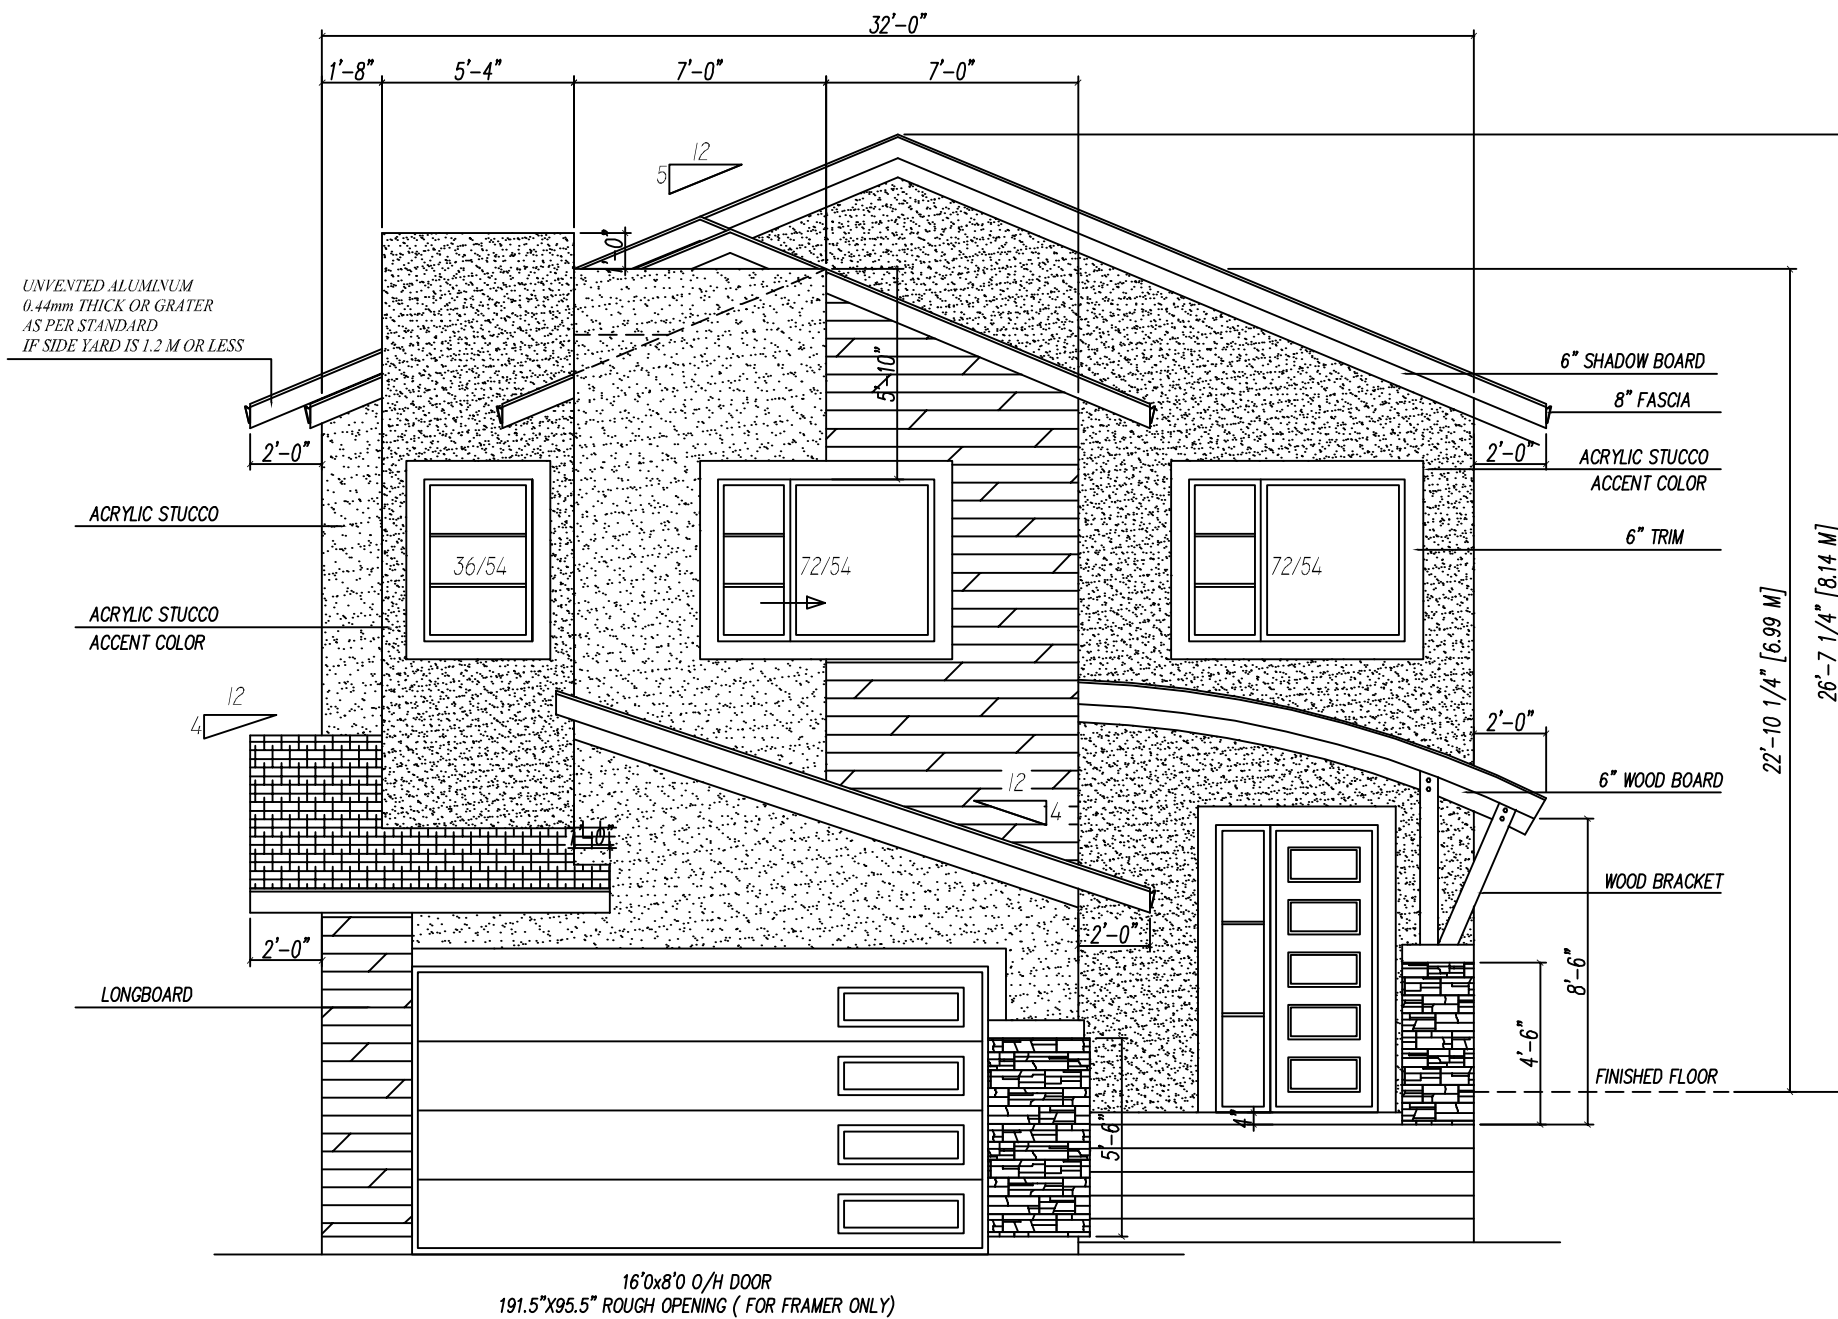 32'-0"
1'-8"
5'-4"
7'-0"
7'-0"
12
5
1'-0"
UNVENTED ALUMINUM
0.44mm THICK OR GRATER
AS PER STANDARD
IF SIDE YARD IS 1.2 M OR LESS
5'-10"
6" SHADOW BOARD
8" FASCIA
2'-0"
2'-0"
ACRYLIC STUCCO
ACCENT COLOR
ACRYLIC STUCCO
6" TRIM
36/54
72/54
72/54
ACRYLIC STUCCO
ACCENT COLOR
22'-10 1/4" [6.99 M]
26'-7 1/4" [8.14 M]
12
4
2'-0"
12
4
6" WOOD BOARD
1'-0"
WOOD BRACKET
2'-0"
2'-0"
8'-6"
LONGBOARD
4'-6"
FINISHED FLOOR
4"
5'-6"
16'0x8'0 O/H DOOR
191.5"X95.5" ROUGH OPENING ( FOR FRAMER ONLY)